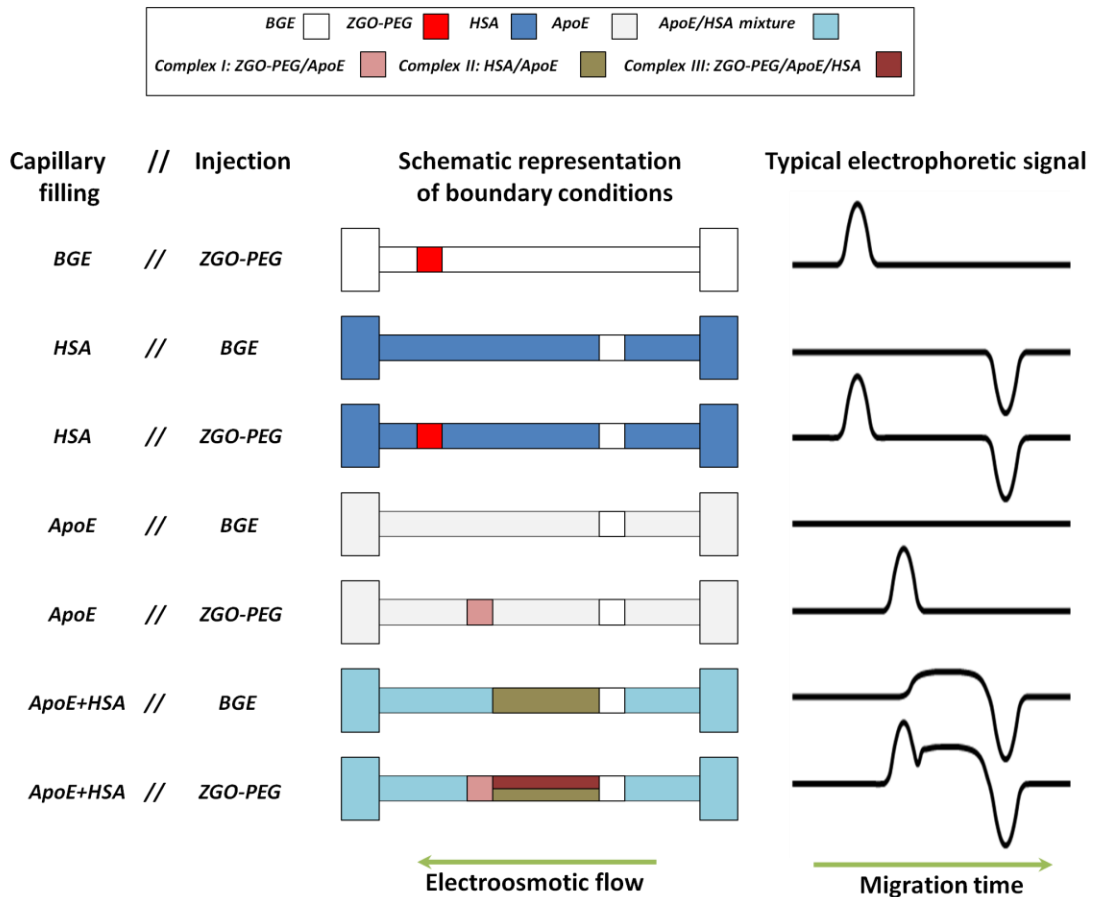 BGE ZGO-PEG HSA ApoE ApoE/HSA mixture
Complex I: ZGO-PEG/ApoE Complex II: HSA/ApoE Complex III: ZGO-PEG/ApoE/HSA
Capillary // Injection Schematic representation Typical electrophoretic signal
filling of boundary conditions
BGE // ZGO-PEG
HSA // BGE
HSA // ZGO-PEG
ApoE // BGE
ApoE // ZGO-PEG
ApoE+HSA // BGE
ApoE+HSA // ZGO-PEG
Electroosmotic flow Migration time